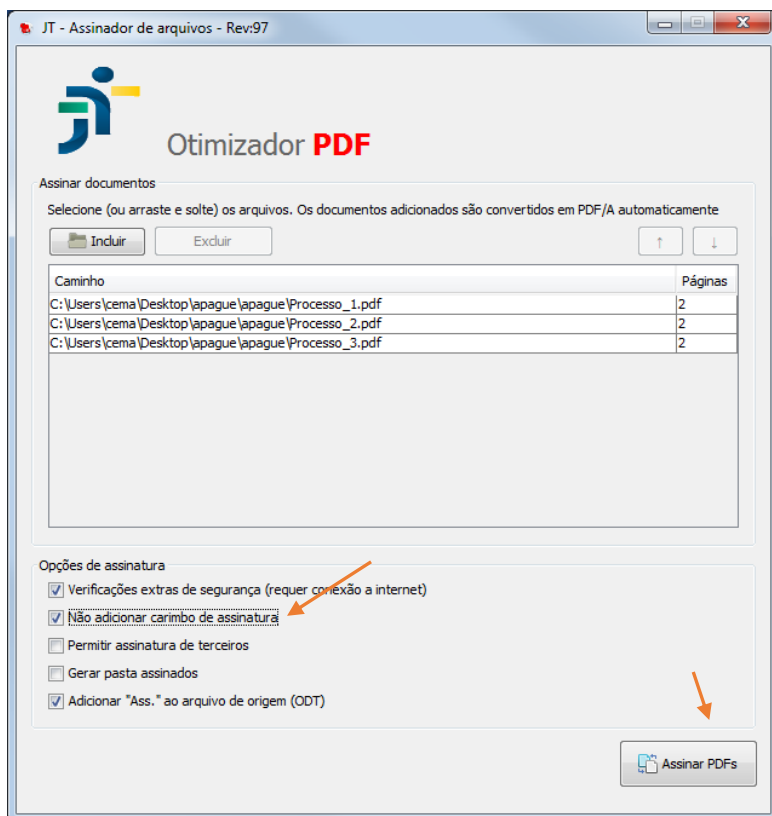 JT - Assinador de arquivos - Rev:97
Otimizador PDF
Assinar documentos
Selecione (ou arraste e solte) os arquivos. Os documentos adicionados são convertidos em PDF/A automaticamente
Incluir Excluir ↑ ↓
Caminho Páginas
C:\Users\cema\Desktop\apague\apague\Processo_1.pdf 2
C:\Users\cema\Desktop\apague\apague\Processo_2.pdf 2
C:\Users\cema\Desktop\apague\apague\Processo_3.pdf 2
Opções de assinatura
Verificações extras de segurança (requer conexão a internet)
Não adicionar carimbo de assinatura
Permitir assinatura de terceiros
Gerar pasta assinados
Adicionar "Ass." ao arquivo de origem (ODT)
Assinar PDFs